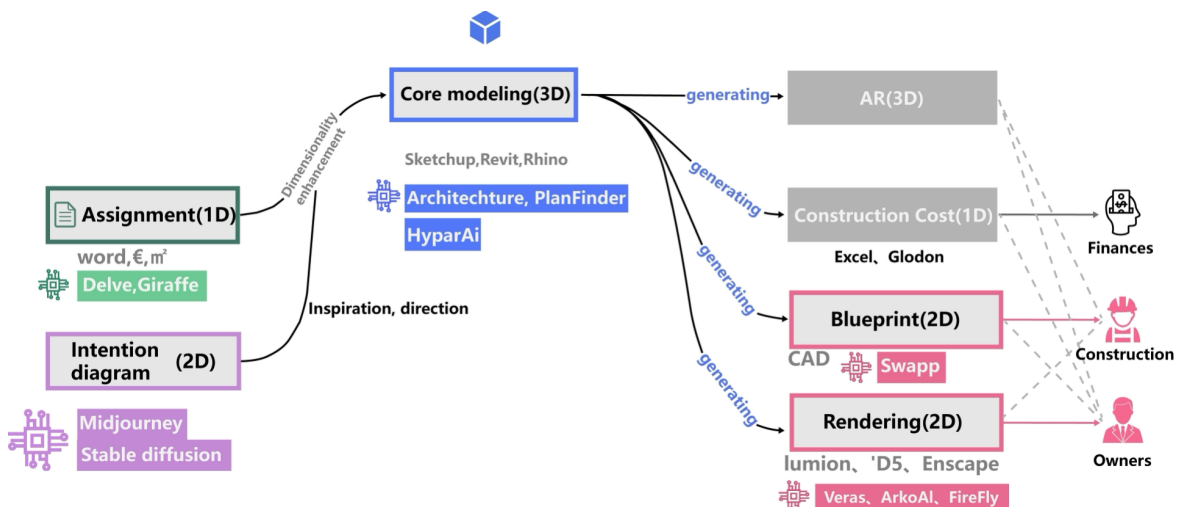 Core modeling(3D)
Sketchup,Revit,Rhino
Architechture, PlanFinder
HyparAi
Assignment(1D)
word,€,㎡
Delve,Giraffe
Dimensionality
enhancement
Intention
diagram (2D)
Midjourney
Stable diffusion
Inspiration, direction
generating
AR(3D)
generating
Construction Cost(1D)
Excel、Glodon
generating
Blueprint(2D)
CAD
Swapp
generating
Rendering(2D)
lumion、'D5、Enscape
Veras、ArkoAI、FireFly
$
Finances
Construction
Owners